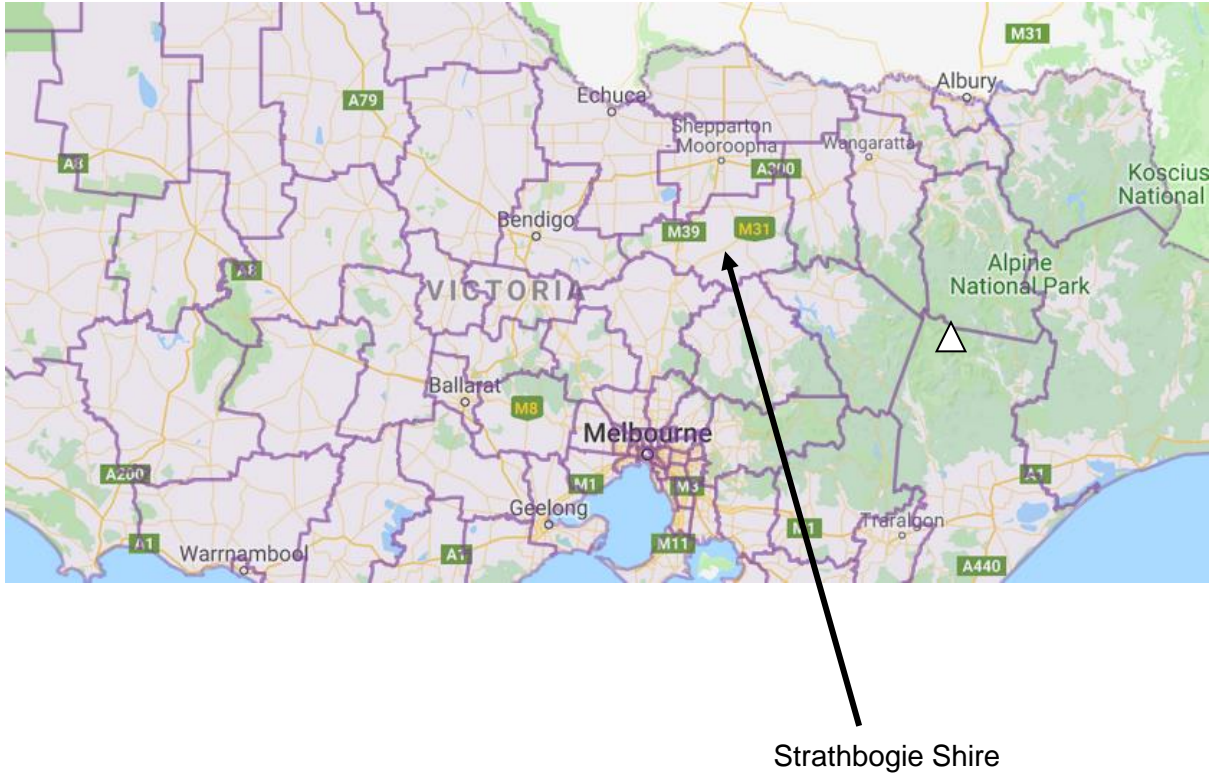 M31
Albury
Echuca
A79
Shepparton
- Mooroopna
Wangaratta
A8
A300
Koscius
National
Bendigo
M39
M31
A8
Alpine
National Park
VICTORIA
Ballarat
M8
Melbourne
A200
M1
M3
A1
Geelong
M1
Traralgon
A1
Warrnambool
A1
M11
A440
Strathbogie Shire